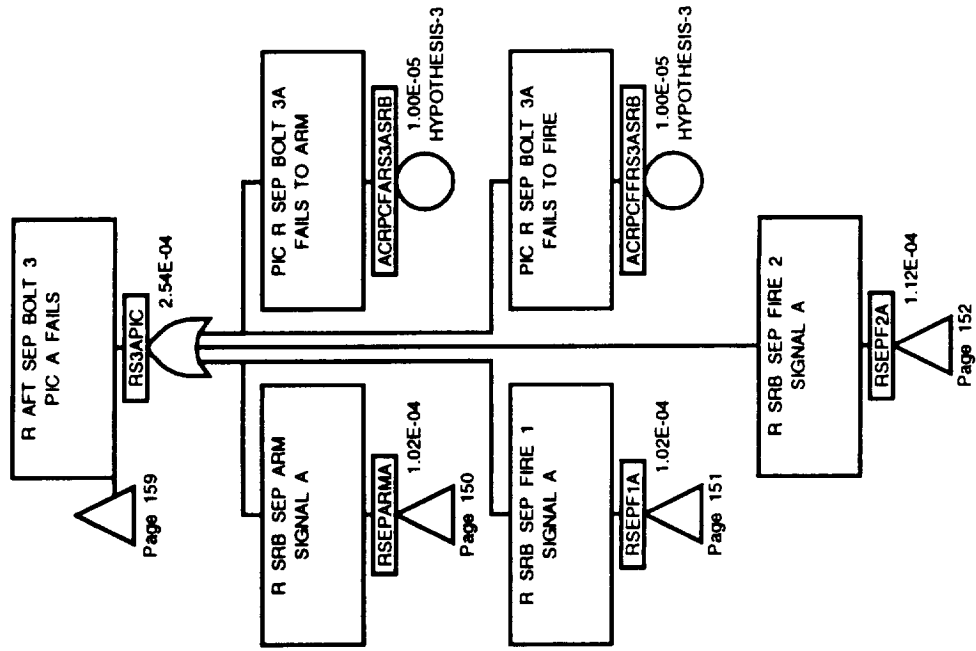 R AFT SEP BOLT 3
PIC A FAILS
Page 159
RS3APIC
2.54E-04
R SRB SEP ARM
SIGNAL A
RSEPARMA
1.02E-04
Page 150
PIC R SEP BOLT 3A
FAILS TO ARM
ACRPCFARS3ASRB
1.00E-05
HYPOTHESIS-3
R SRB SEP FIRE 1
SIGNAL A
RSEPF1A
1.02E-04
Page 151
PIC R SEP BOLT 3A
FAILS TO FIRE
ACRPCFFRS3ASRB
1.00E-05
HYPOTHESIS-3
R SRB SEP FIRE 2
SIGNAL A
RSEPF2A
1.12E-04
Page 152